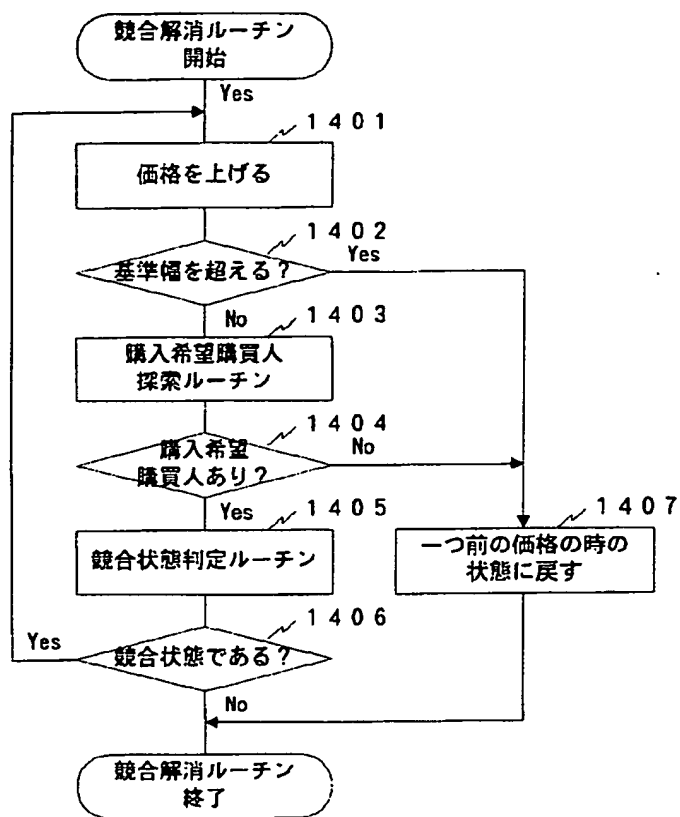 競合解消ルーチン
開始
Yes
1401
価格を上げる
1402
Yes
基準幅を超える?
No
1403
購入希望購買人
探索ルーチン
1404
購入希望
購買人あり?
No
Yes
1405
競合状態判定ルーチン
1407
一つ前の価格の時の
状態に戻す
1406
Yes
競合状態である?
No
競合解消ルーチン
終了